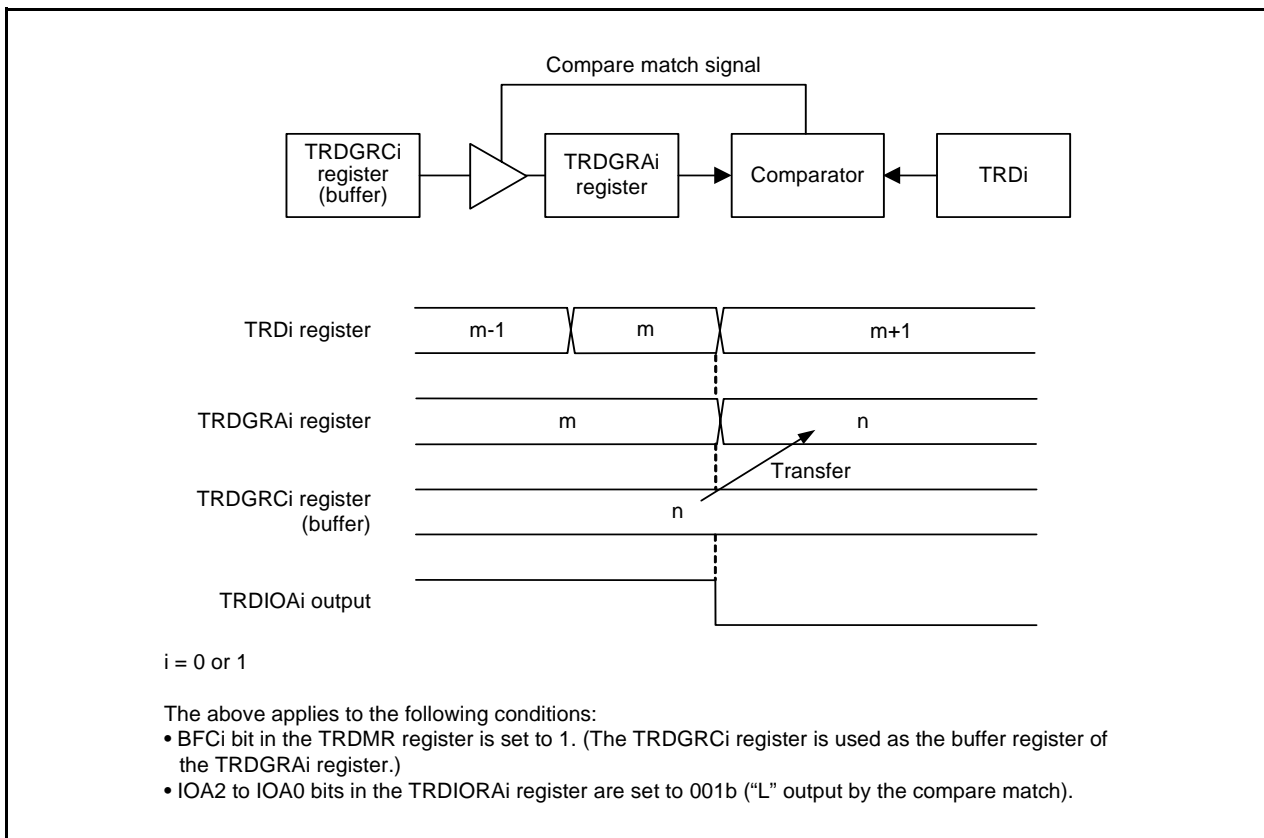 Compare match signal
TRDGRCi
register
(buffer)
TRDGRAi
register
Comparator
TRDi
TRDi register
m-1
m
m+1
TRDGRAi register
m
n
Transfer
TRDGRCi register
(buffer)
n
TRDIOAi output
i = 0 or 1
The above applies to the following conditions:
• BFCi bit in the TRDMR register is set to 1. (The TRDGRCi register is used as the buffer register of
the TRDGRAi register.)
• IOA2 to IOA0 bits in the TRDIORAi register are set to 001b (“L” output by the compare match).